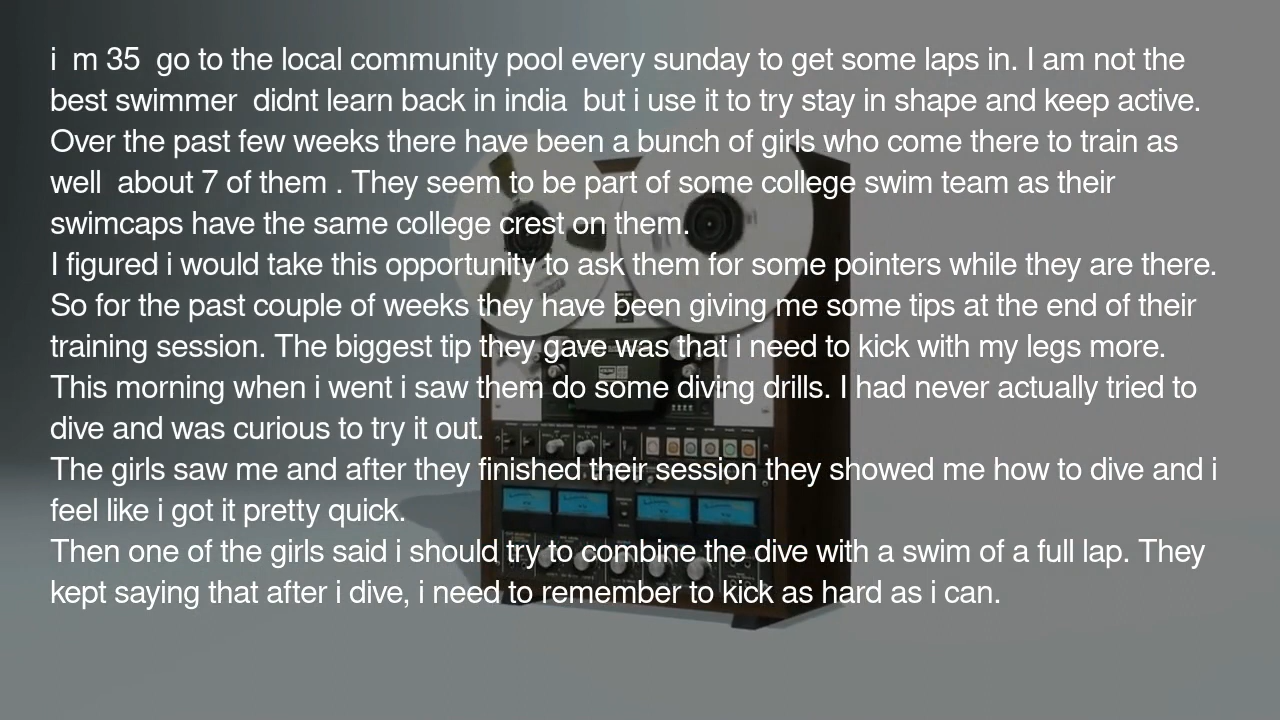 i  m 35  go to the local community pool every sunday to get some laps in. I am not the
best swimmer  didnt learn back in india  but i use it to try stay in shape and keep active.
Over the past few weeks there have been a bunch of girls who come there to train as
well  about 7 of them . They seem to be part of some college swim team as their
swimcaps have the same college crest on them.
I figured i would take this opportunity to ask them for some pointers while they are there.
So for the past couple of weeks they have been giving me some tips at the end of their
training session. The biggest tip they gave was that i need to kick with my legs more.
This morning when i went i saw them do some diving drills. I had never actually tried to
dive and was curious to try it out.
The girls saw me and after they finished their session they showed me how to dive and i
feel like i got it pretty quick.
Then one of the girls said i should try to combine the dive with a swim of a full lap. They
kept saying that after i dive, i need to remember to kick as hard as i can.